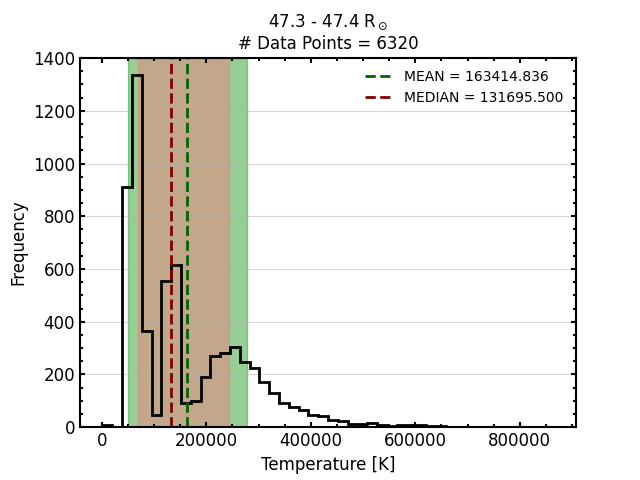 47.3 - 47.4 R⊙
# Data Points = 6320
MEAN = 163414.836
MEDIAN = 131695.500
Frequency
1400
1200
1000
800
600
400
200
0
0 200000 400000 600000 800000
Temperature [K]